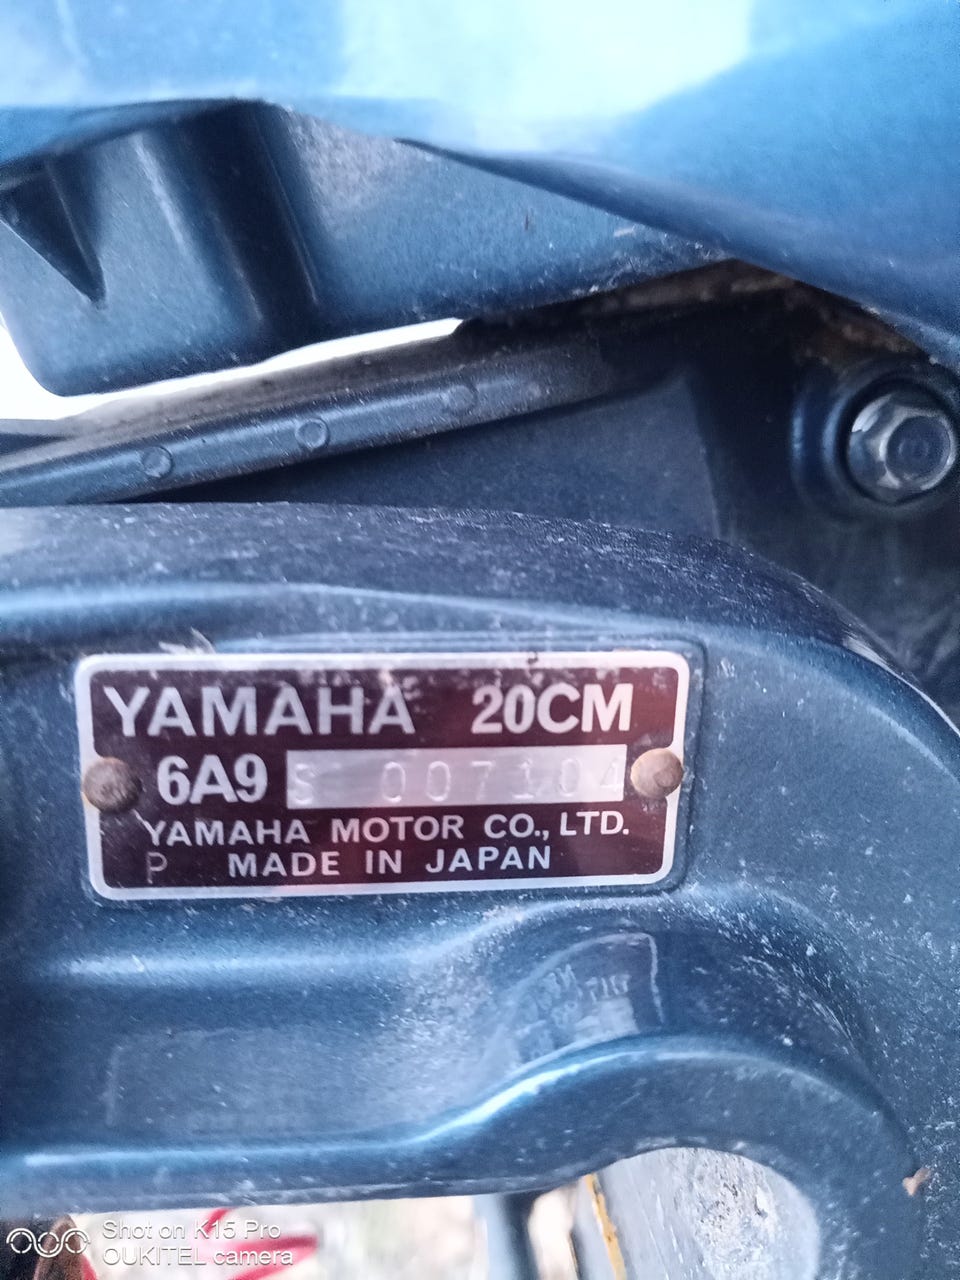 YAMAHA 20CM
6A9 S 007104
YAMAHA MOTOR CO., LTD.
P MADE IN JAPAN
Shot on K15 Pro
OUKITEL camera